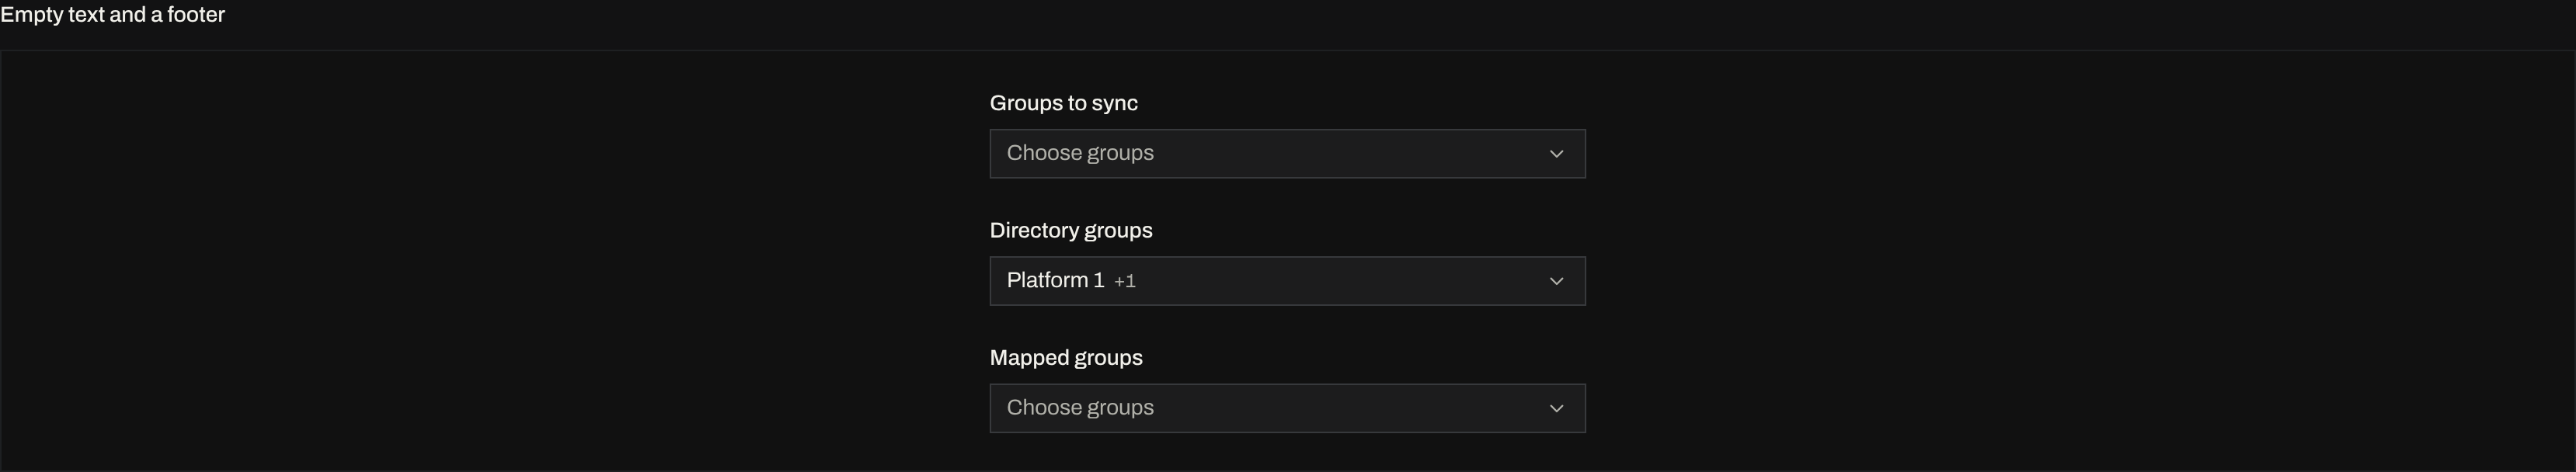 Empty text and a footer
Groups to sync
Choose groups
Directory groups
Platform 1 +1
Mapped groups
Choose groups